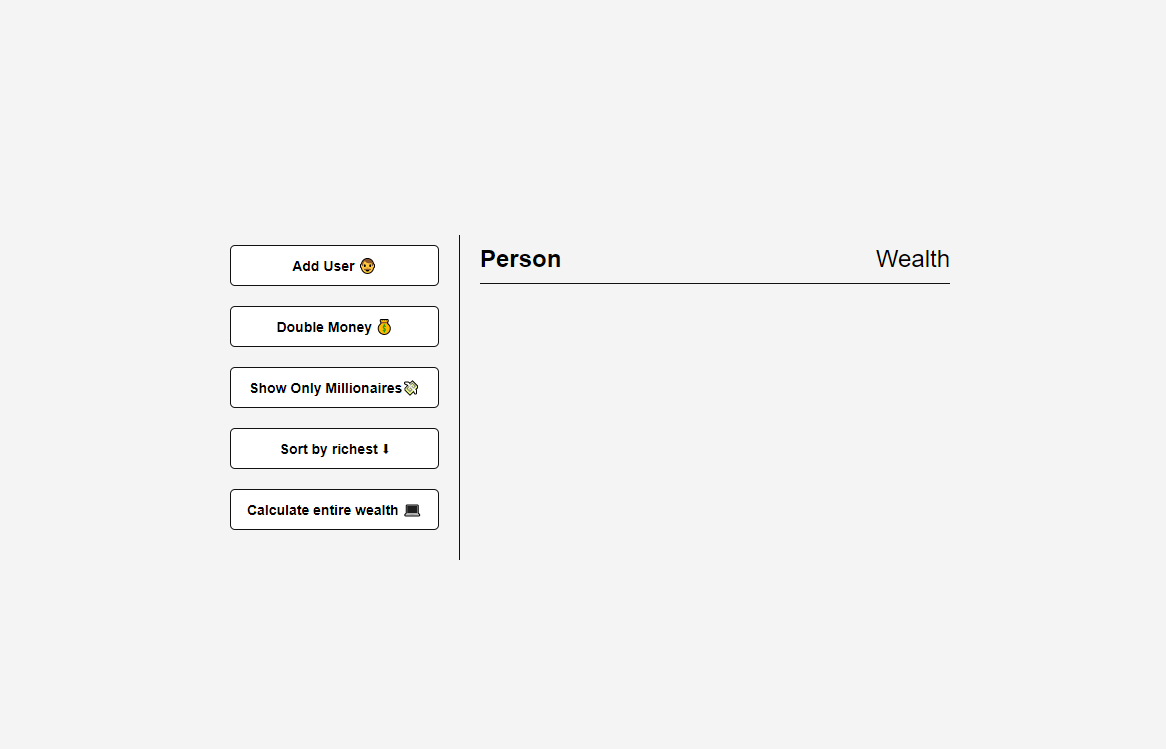 Add User 👨
Double Money 💰
Show Only Millionaires💸
Sort by richest ⬇
Calculate entire wealth 💻
Person Wealth